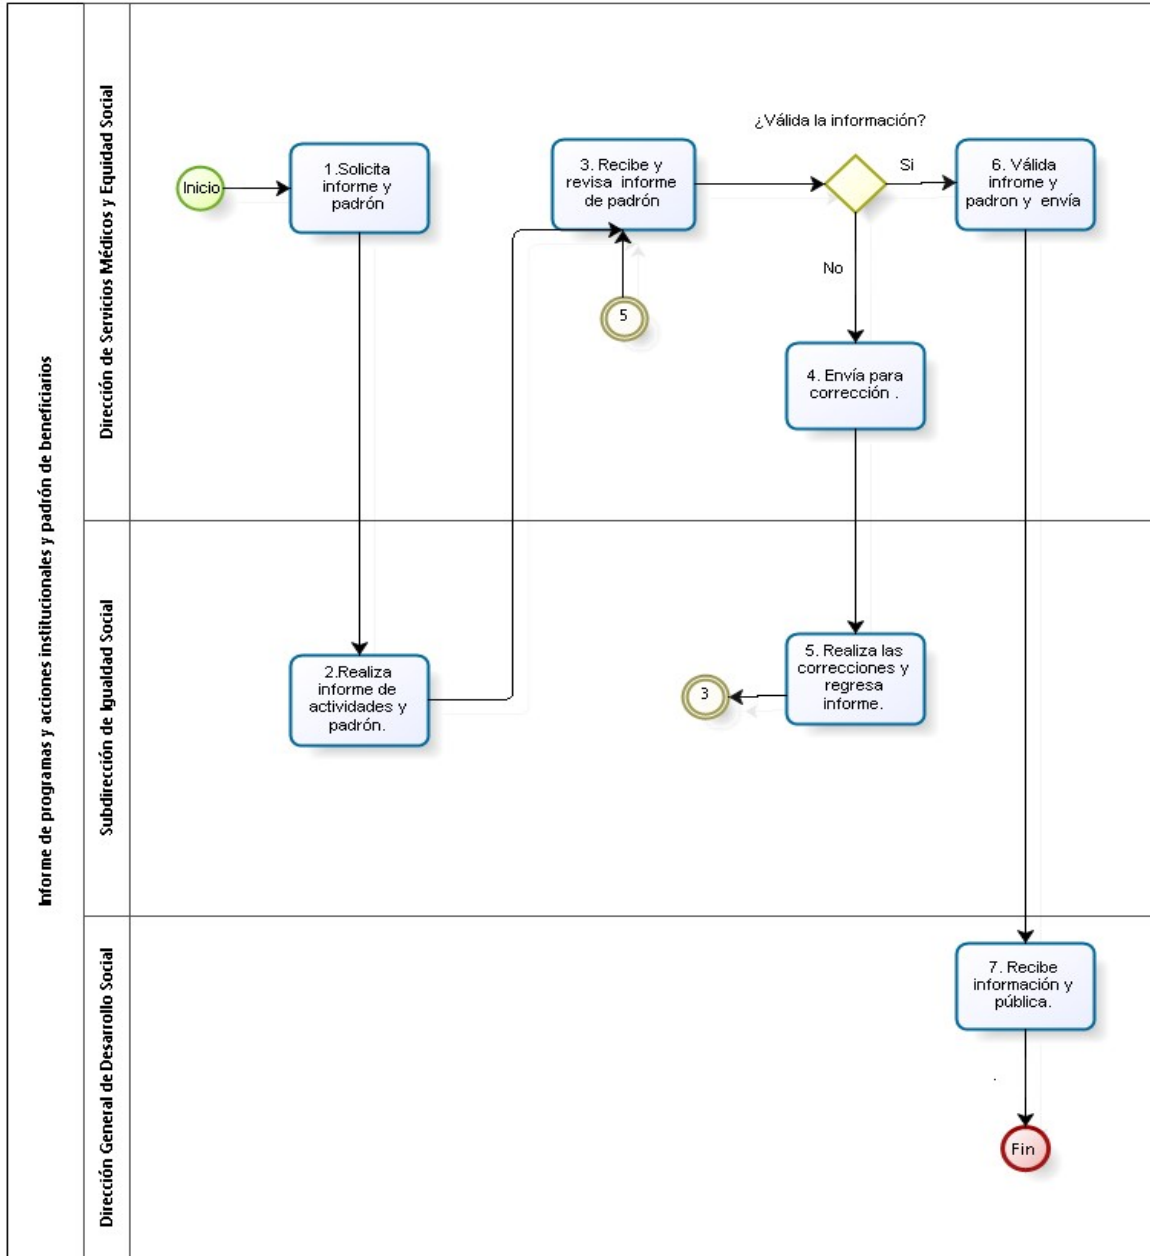 Informe de programas y acciones institucionales y padrón de beneficiarios
Dirección de Servicios Médicos y Equidad Social
Inicio
1.Solicita
informe y
padrón
3. Recibe y
revisa informe
de padrón
5
¿Válida la información?
Si
No
6. Válida
infrome y
padron y envía
4. Envía para
corrección .
Subdirección de Igualdad Social
2.Realiza
informe de
actividades y
padrón.
3
5. Realiza las
correcciones y
regresa
informe.
Dirección General de Desarrollo Social
7. Recibe
información y
pública.
.
Fin